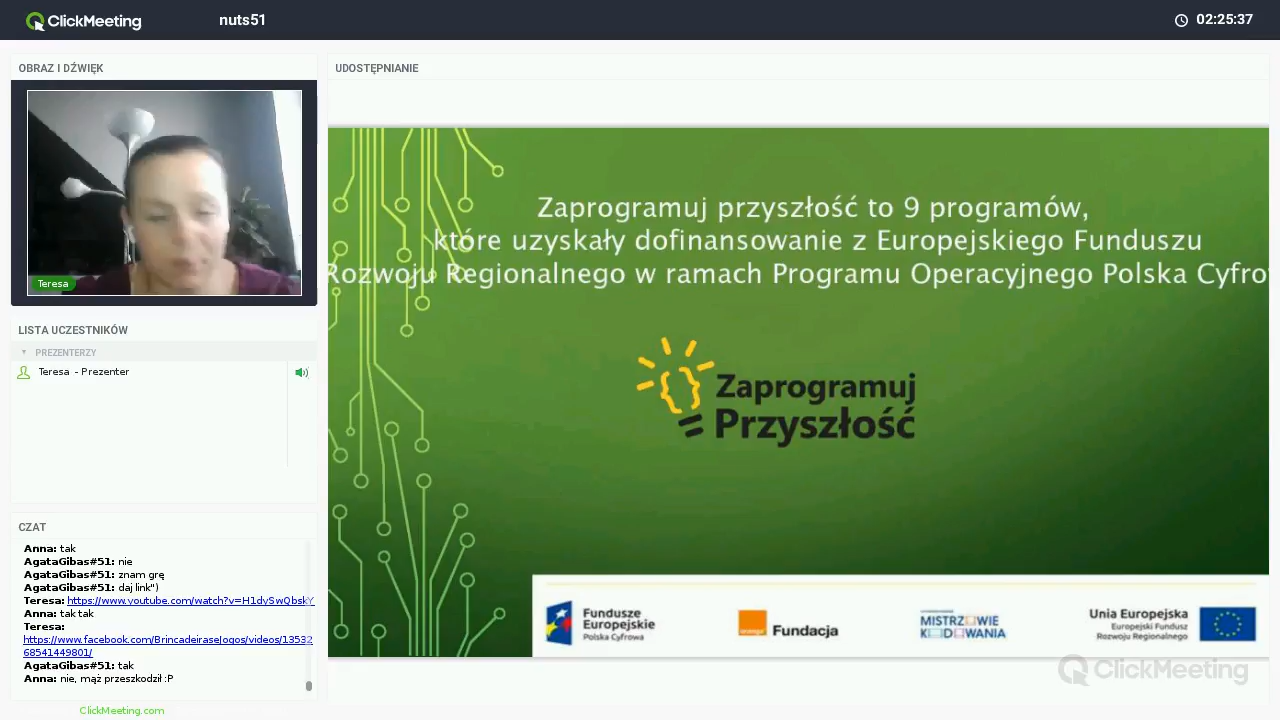 ClickMeeting
nuts51
02:25:37
OBRAZ I DŹWIĘK
UDOSTĘPNIANIE
Teresa
LISTA UCZESTNIKÓW
PREZENTERZY
Teresa - Prezenter
CZAT
Anna: tak
AgataGibas#51: nie
AgataGibas#51: znam grę
AgataGibas#51: daj link")
Teresa: https://www.youtube.com/watch?v=H1dySwQbskY
Anna: tak tak
Teresa:
https://www.facebook.com/BrincadeiraseJogos/videos/13532
68541449801/
AgataGibas#51: tak
Anna: nie, mąż przeszkodził :P
ClickMeeting.com
Zaprogramuj przyszłość to 9 programów,
które uzyskały dofinansowanie z Europejskiego Funduszu
Rozwoju Regionalnego w ramach Programu Operacyjnego Polska Cyfro
Zaprogramuj
Przyszłość
Fundusze
Europejskie
Polska Cyfrowa
orange
Fundacja
MISTRZOWIE
KODOWANIA
Unia Europejska
Europejski Fundusz
Rozwoju Regionalnego
ClickMeeting